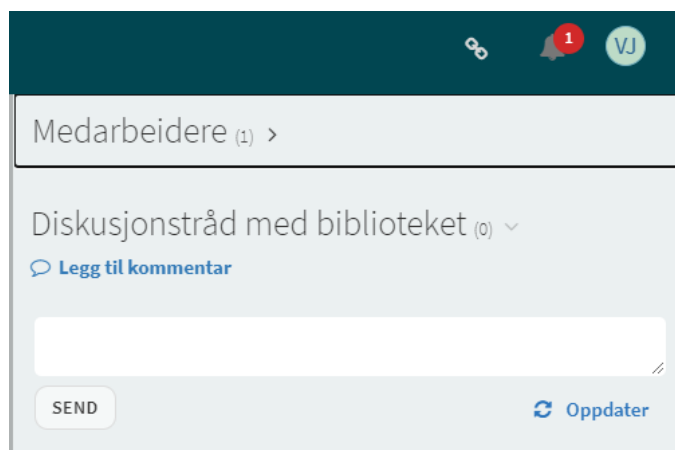 1
VJ
Medarbeidere (1) >
Diskusjonstråd med biblioteket (0)
Legg til kommentar
SEND
Oppdater